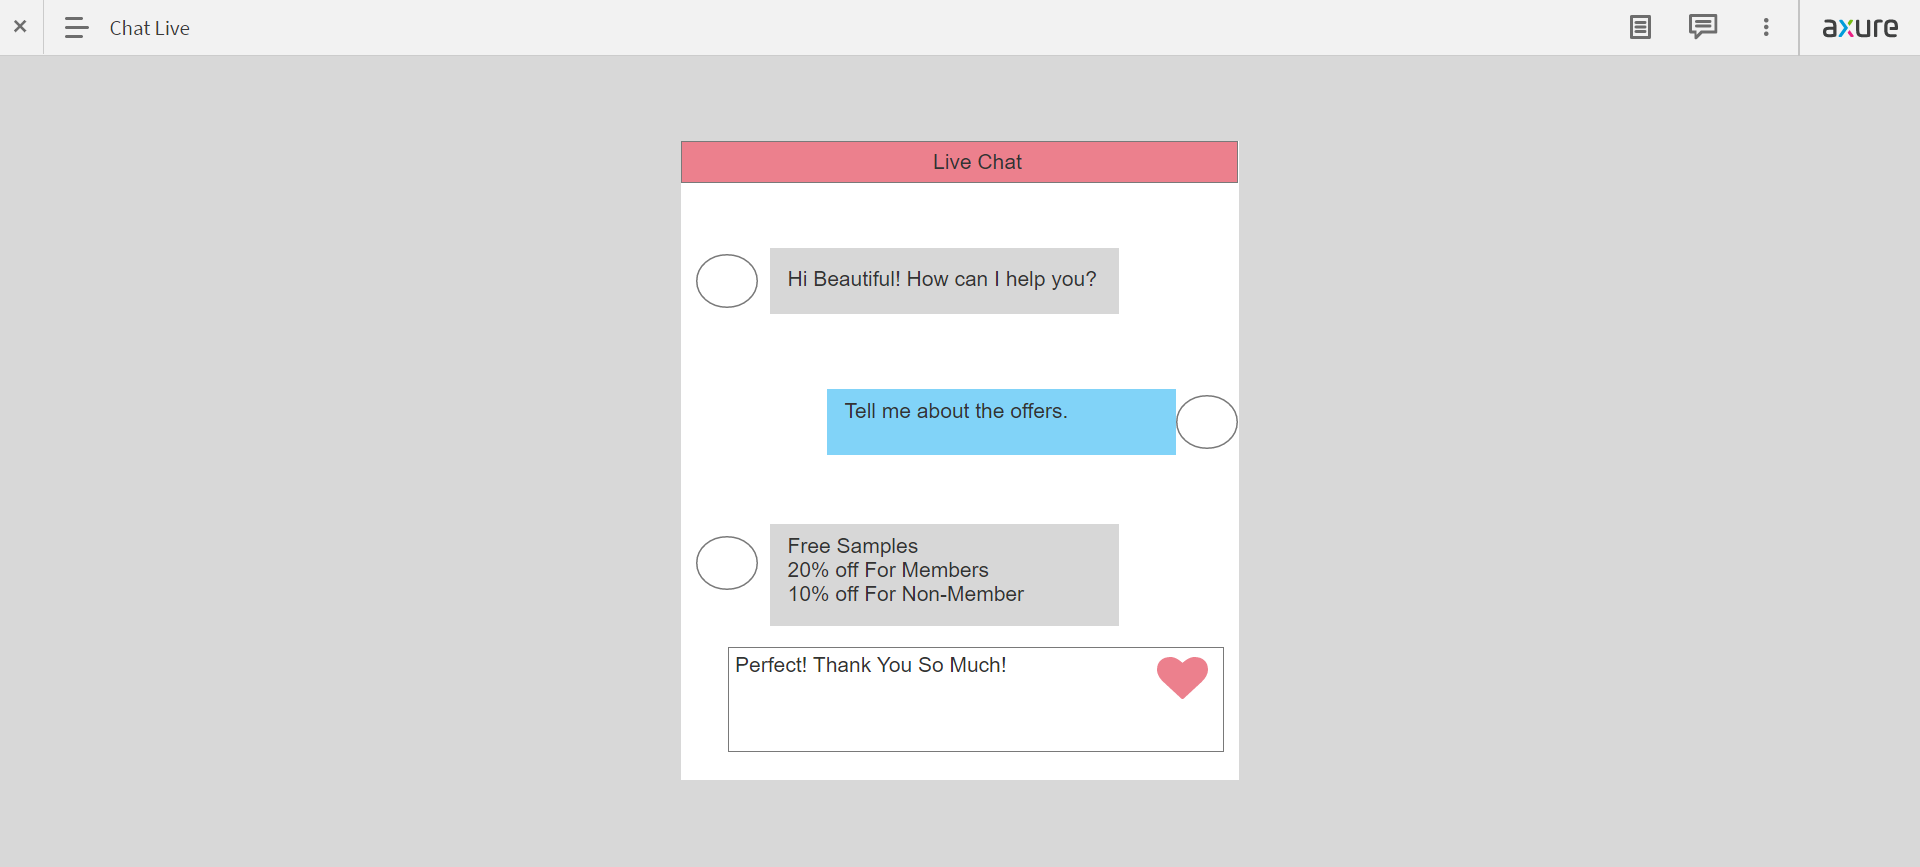 Chat Live
axure
Live Chat
Hi Beautiful! How can I help you?
Tell me about the offers.
Free Samples
20% off For Members
10% off For Non-Member
Perfect! Thank You So Much!